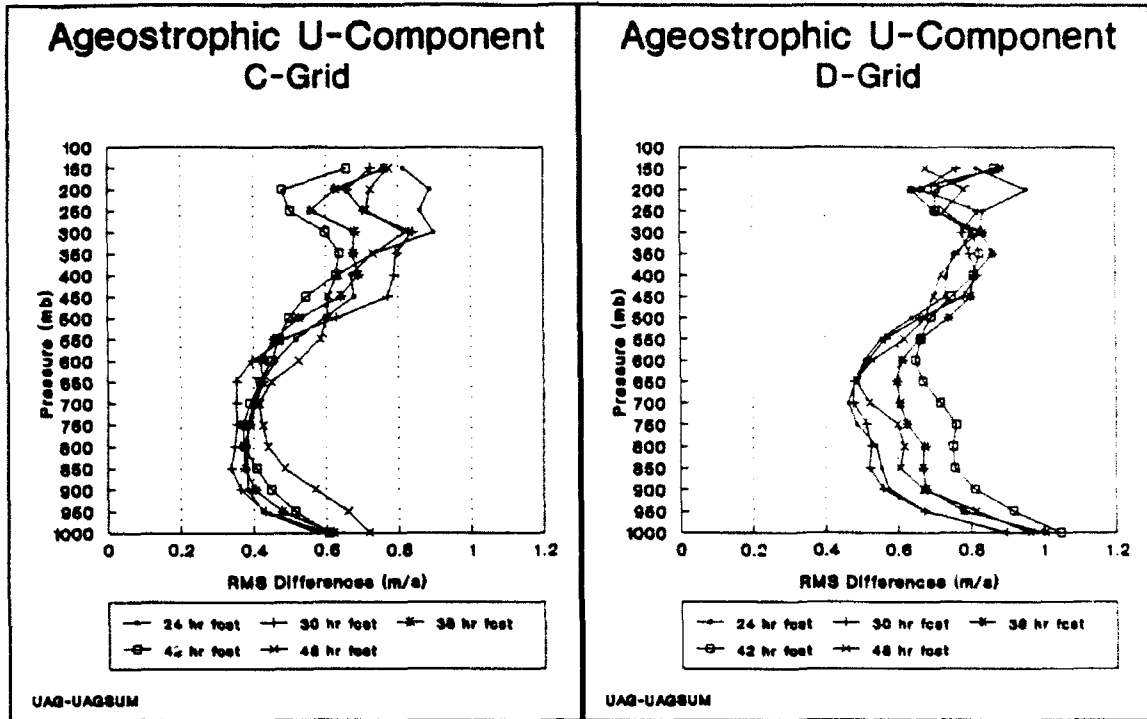 Ageostrophic U-Component
C-Grid
100
150
200
250
300
350
400
450
500
550
600
650
700
750
800
850
900
950
1000
Pressure (mb)
0
0.2
0.4
0.6
0.8
1
1.2
RMS Differences (m/s)
24 hr fcst
30 hr fcst
36 hr fcst
42 hr fcst
48 hr fcst
UAG-UAGSUM
Ageostrophic U-Component
D-Grid
100
150
200
250
300
350
400
450
500
550
600
650
700
750
800
850
900
950
1000
Pressure (mb)
0
0.2
0.4
0.6
0.8
1
1.2
RMS Differences (m/s)
24 hr fcst
30 hr fcst
36 hr fcst
42 hr fcst
48 hr fcst
UAG-UAGSUM